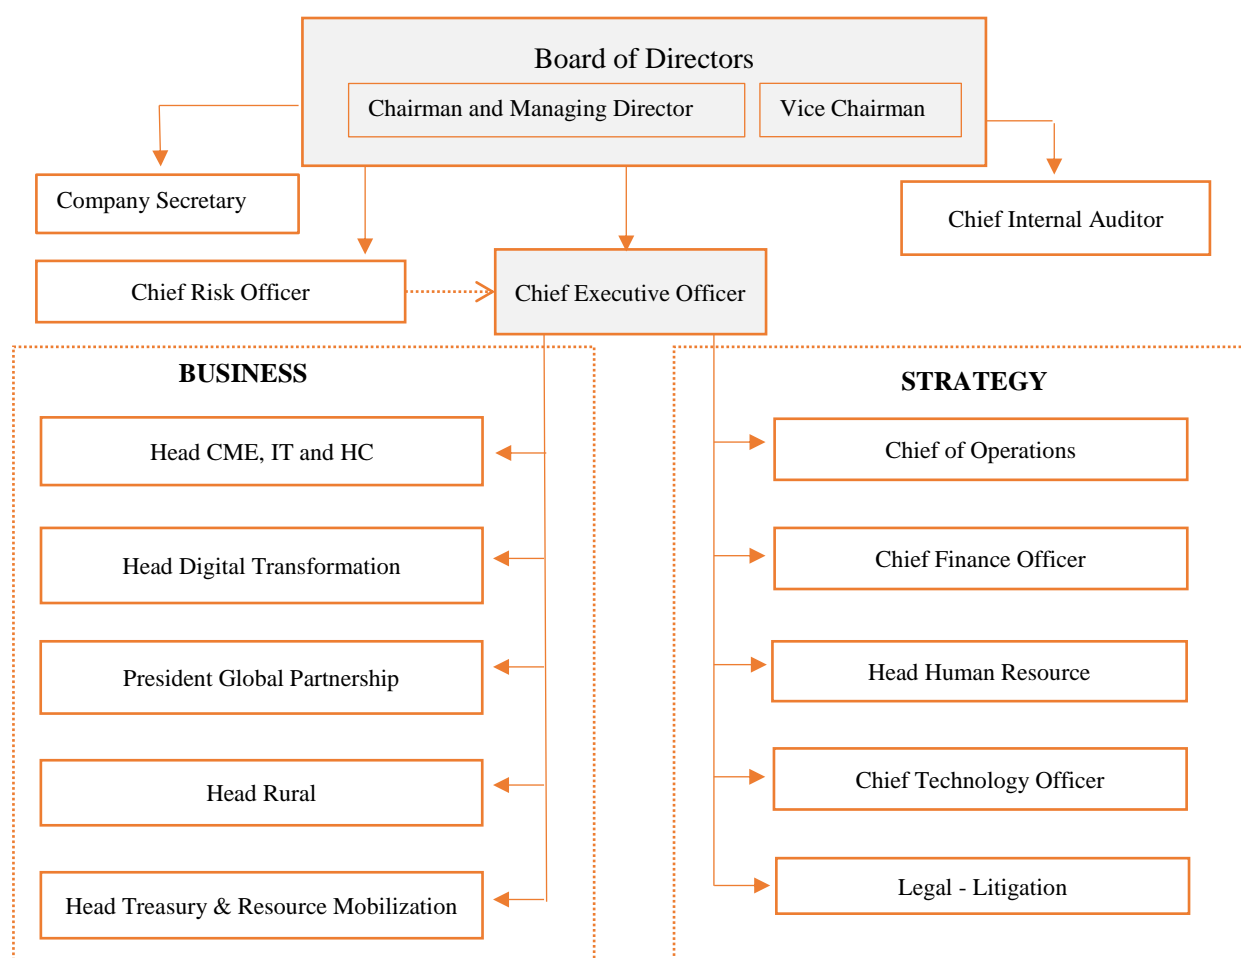 Board of Directors
Chairman and Managing Director
Vice Chairman
Company Secretary
Chief Internal Auditor
Chief Risk Officer
Chief Executive Officer
BUSINESS
Head CME, IT and HC
Head Digital Transformation
President Global Partnership
Head Rural
Head Treasury & Resource Mobilization
STRATEGY
Chief of Operations
Chief Finance Officer
Head Human Resource
Chief Technology Officer
Legal - Litigation